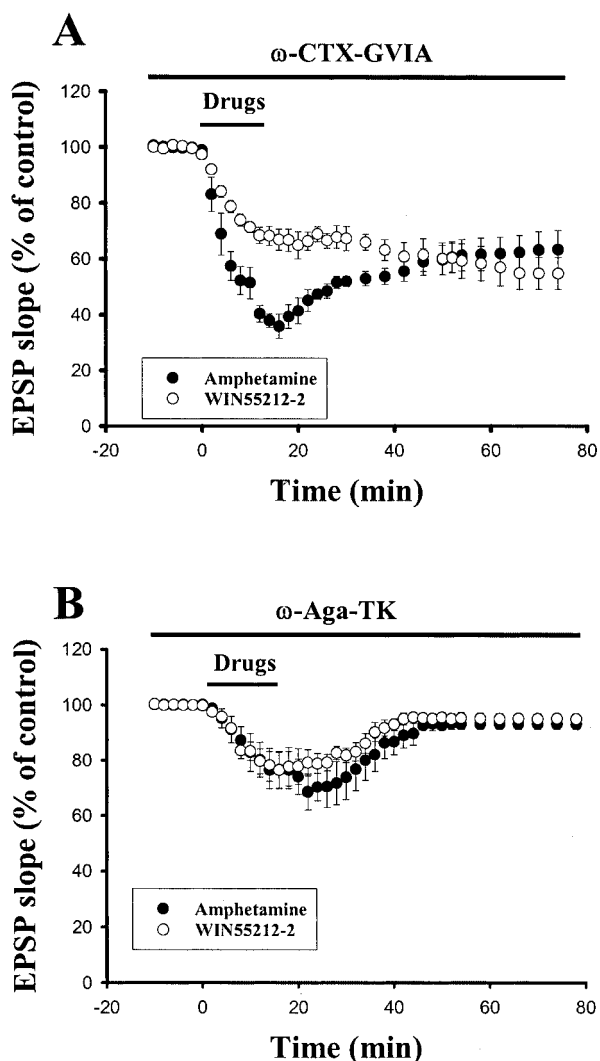 A
ω-CTX-GVIA
Drugs
EPSP slope (% of control)
120
100
80
60
40
20
0
Amphetamine
WIN55212-2
-20
0
20
40
60
80
Time (min)
B
ω-Aga-TK
Drugs
EPSP slope (% of control)
120
100
80
60
40
20
0
Amphetamine
WIN55212-2
-20
0
20
40
60
80
Time (min)